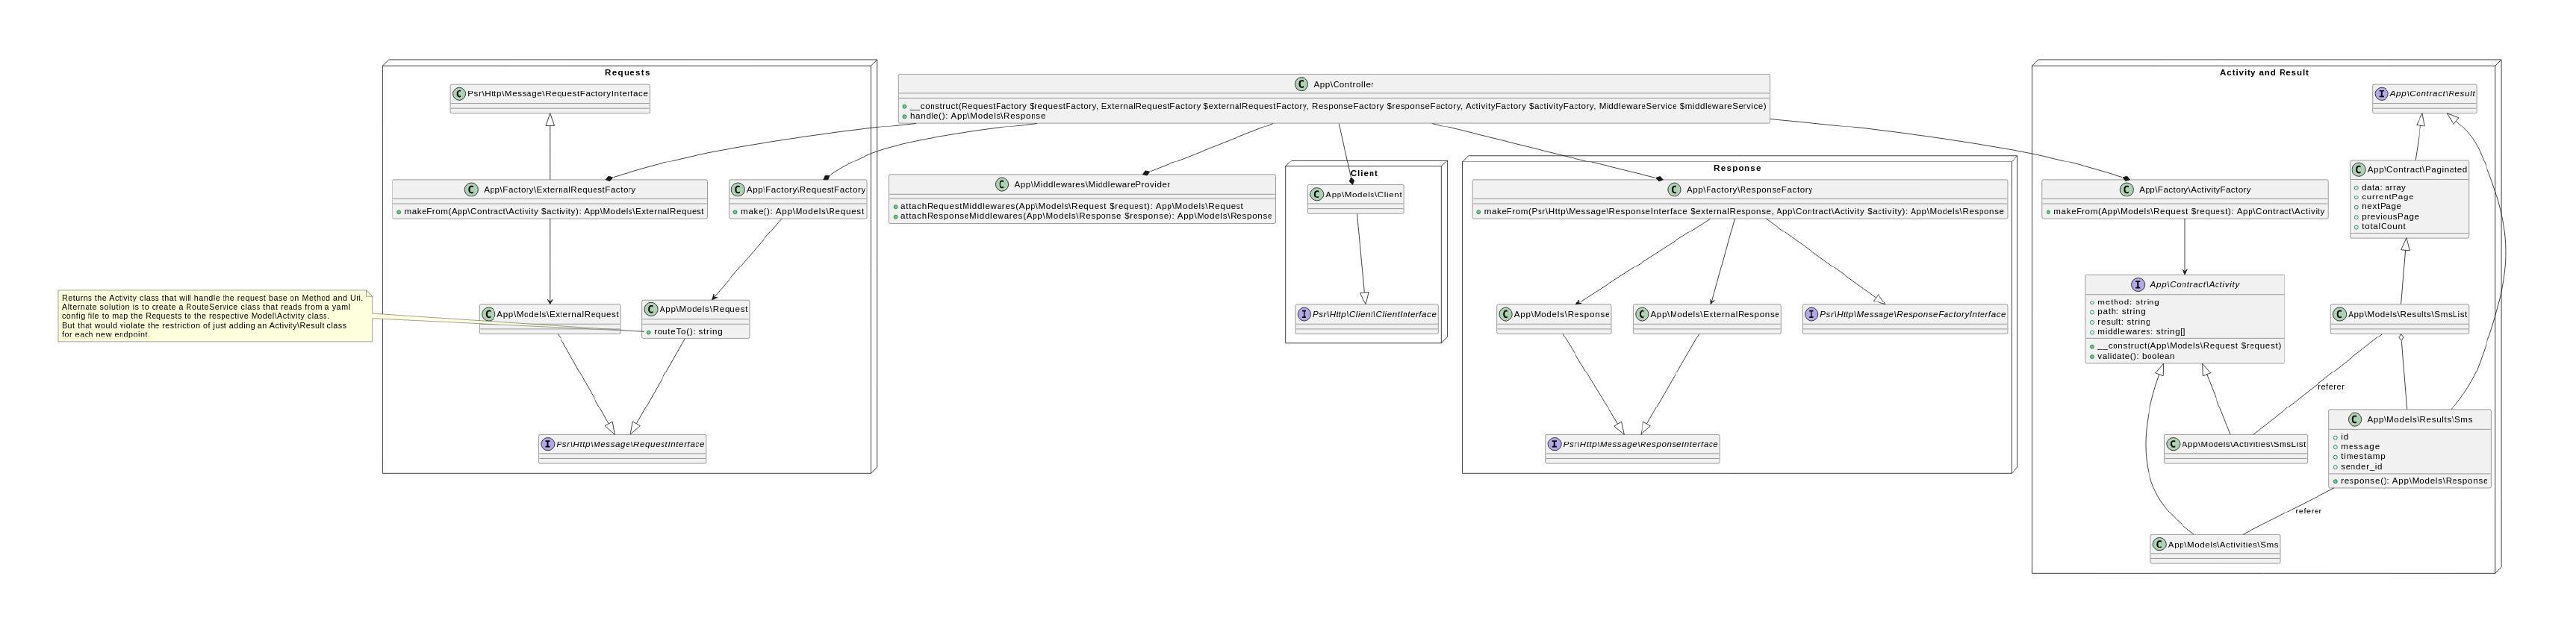 Requests
Psr\Http\Message\RequestFactoryInterface
App\Factory\ExternalRequestFactory
makeFrom(App\Contract\Activity $activity): App\Models\ExternalRequest
App\Factory\RequestFactory
make(): App\Models\Request
Returns the Activity class that will handle the request base on Method and Uri.
Alternate solution is to create a RouteService class that reads from a yaml
config file to map the Requests to the respective Model\Activity class.
But that would violate the restriction of just adding an Activity\Result class
for each new endpoint.
App\Models\ExternalRequest
App\Models\Request
routeTo(): string
Psr\Http\Message\RequestInterface
App\Controller
__construct(RequestFactory $requestFactory, ExternalRequestFactory $externalRequestFactory, ResponseFactory $responseFactory, ActivityFactory $activityFactory, MiddlewareService $middlewareService)
handle(): App\Models\Response
App\Middlewares\MiddlewareProvider
attachRequestMiddlewares(App\Models\Request $request): App\Models\Request
attachResponseMiddlewares(App\Models\Response $response): App\Models\Response
Client
App\Models\Client
Psr\Http\Client\ClientInterface
Response
App\Factory\ResponseFactory
makeFrom(Psr\Http\Message\ResponseInterface $externalResponse, App\Contract\Activity $activity): App\Models\Response
App\Models\Response
App\Models\ExternalResponse
Psr\Http\Message\ResponseFactoryInterface
Psr\Http\Message\ResponseInterface
Activity and Result
App\Contract\Result
App\Factory\ActivityFactory
makeFrom(App\Models\Request $request): App\Contract\Activity
App\Contract\Paginated
data: array
currentPage
nextPage
previousPage
totalCount
App\Contract\Activity
method: string
path: string
result: string
middlewares: string[]
__construct(App\Models\Request $request)
validate(): boolean
App\Models\Results\SmsList
referer
App\Models\Activities\SmsList
App\Models\Results\Sms
id
message
timestamp
sender_id
response(): App\Models\Response
referer
App\Models\Activities\Sms